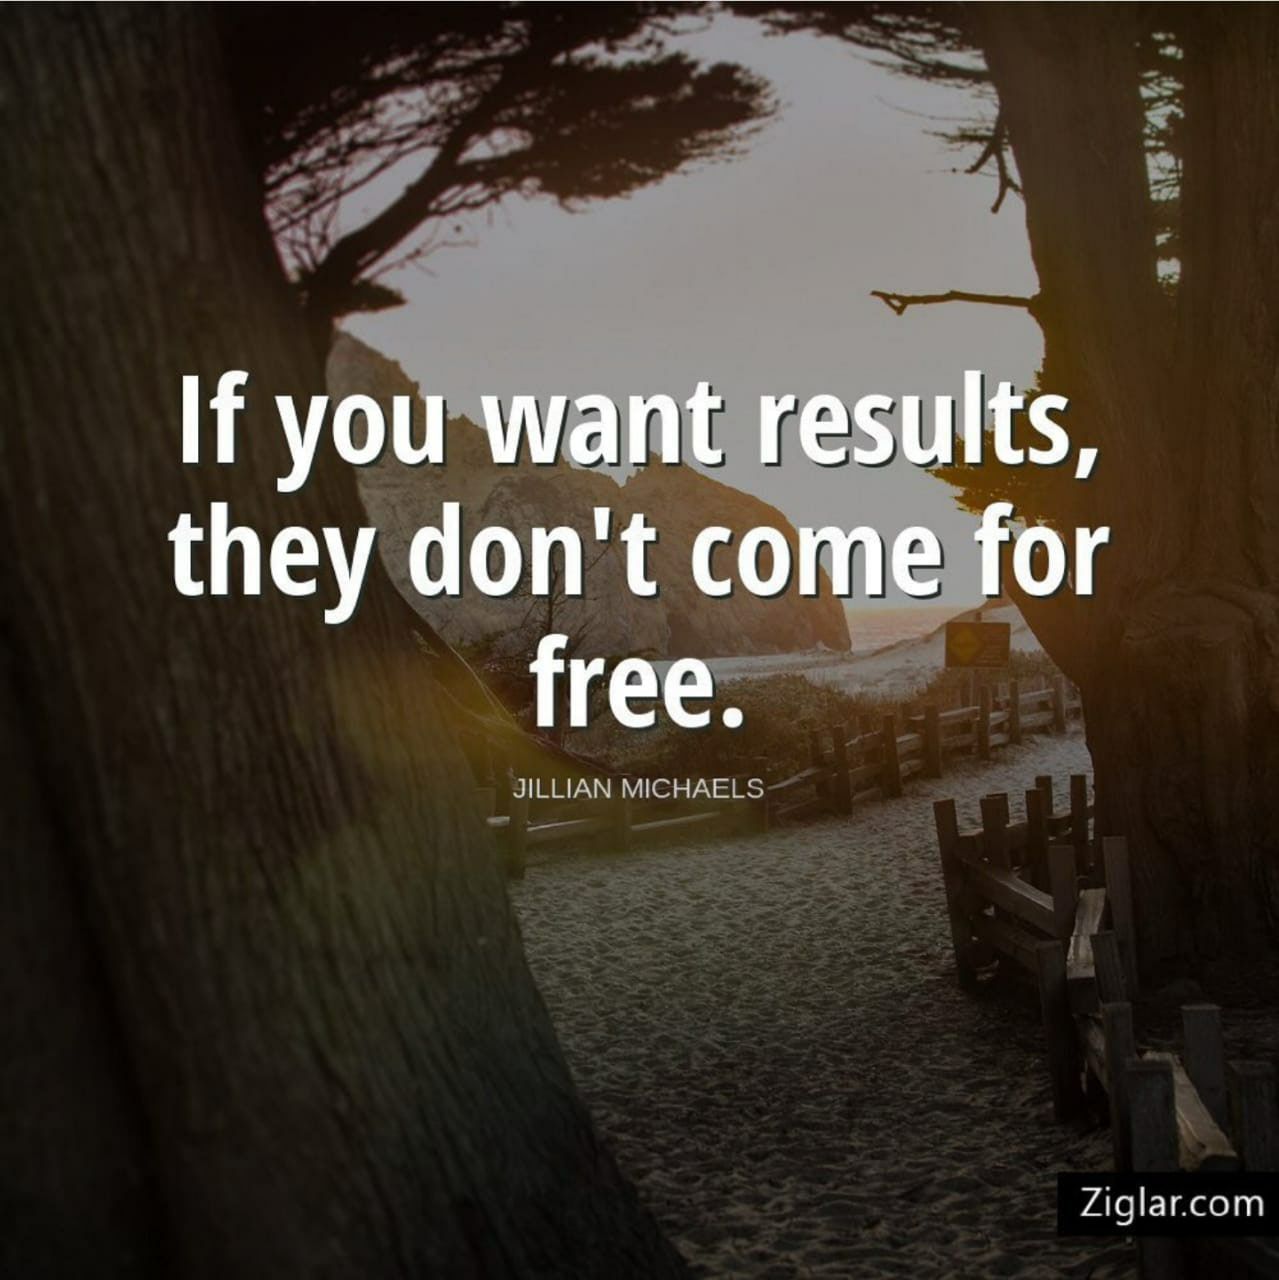 If you want results,
they don't come for
free.
JILLIAN MICHAELS
Ziglar.com